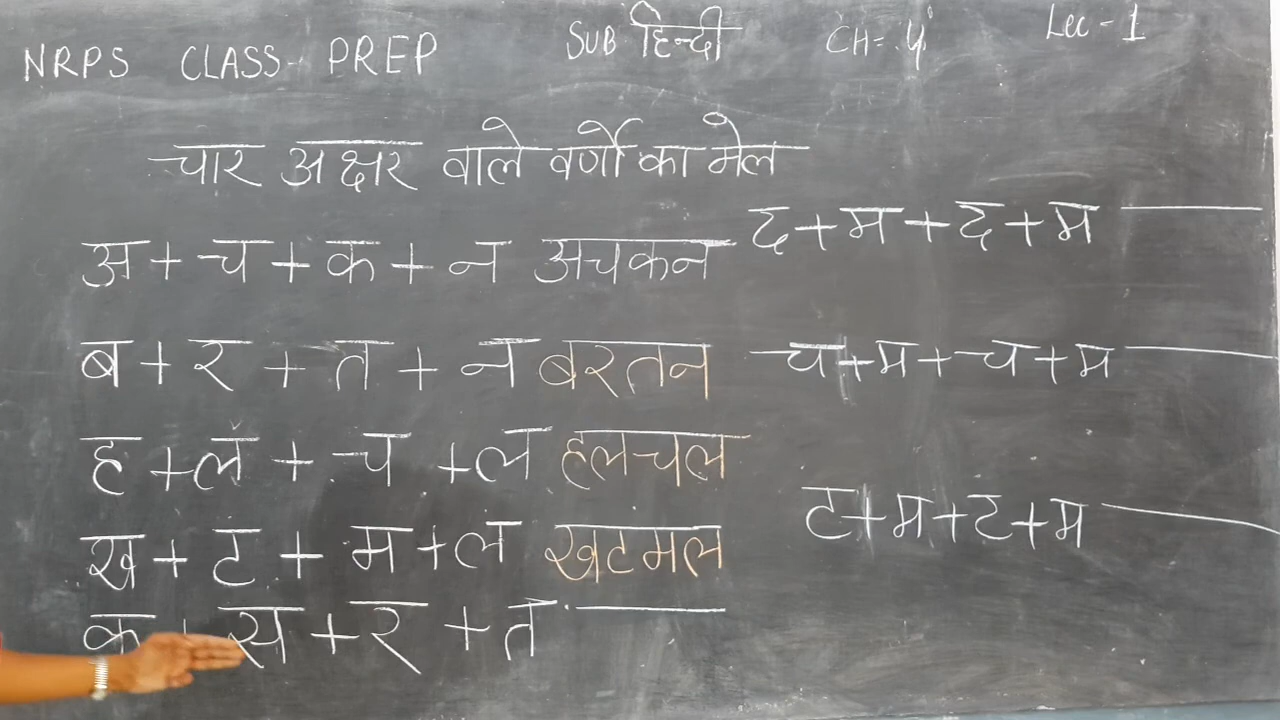 NRPS CLASS- PREP SUB हिन्दी CH=4 Lec-1
चार अक्षर वाले वर्णो का मेल
अ+च+क+न अचकन
ब+र+त+न बरतन
ह+ल+च+ल हलचल
ख+ट+म+ल खटमल
क+स+र+त
द+म+द+म
च+म+च+म
ट+म+ट+म